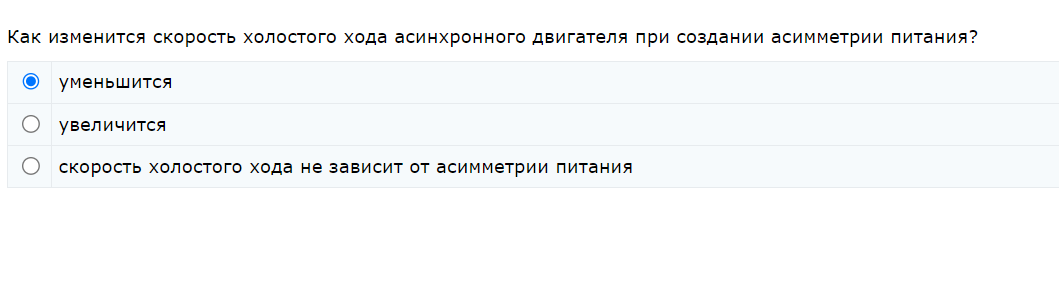 Как изменится скорость холостого хода асинхронного двигателя при создании асимметрии питания?
уменьшится
увеличится
скорость холостого хода не зависит от асимметрии питания